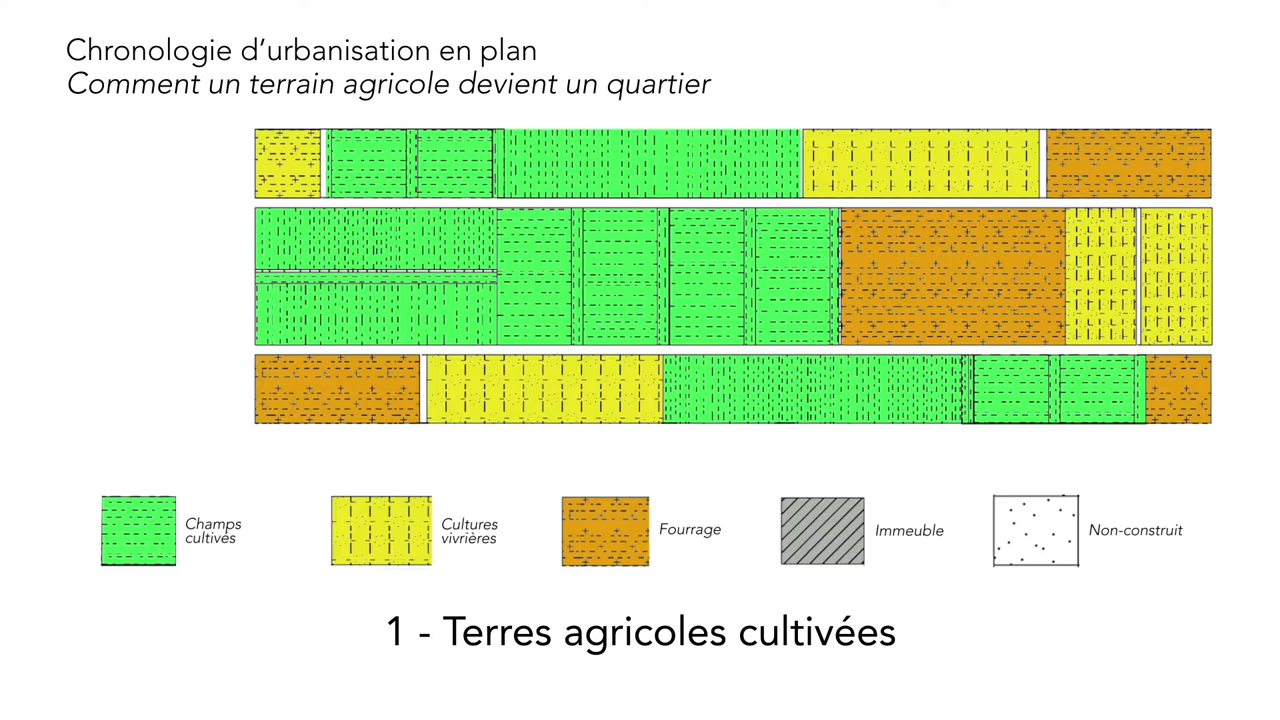 Chronologie d’urbanisation en plan
Comment un terrain agricole devient un quartier
Champs
cultivés
Cultures
vivrières
Fourrage
Immeuble
Non-construit
1 - Terres agricoles cultivées